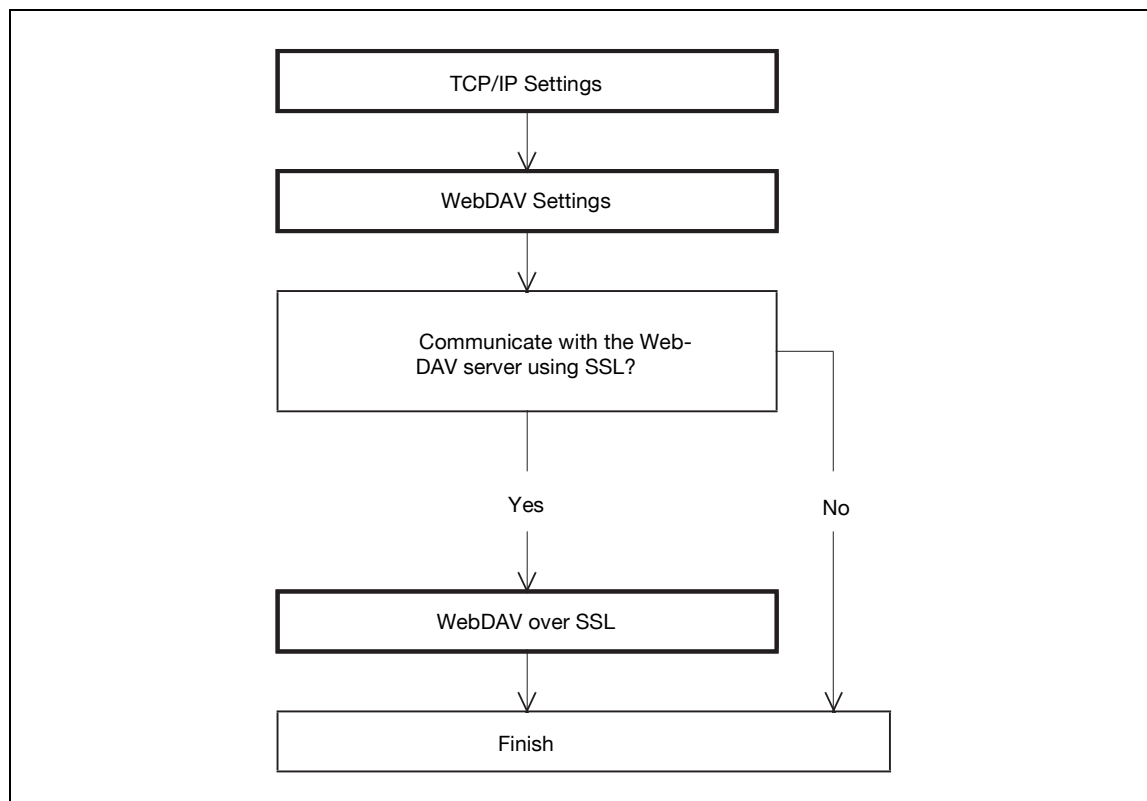 TCP/IP Settings
WebDAV Settings
Communicate with the Web-
DAV server using SSL?
Yes
No
WebDAV over SSL
Finish